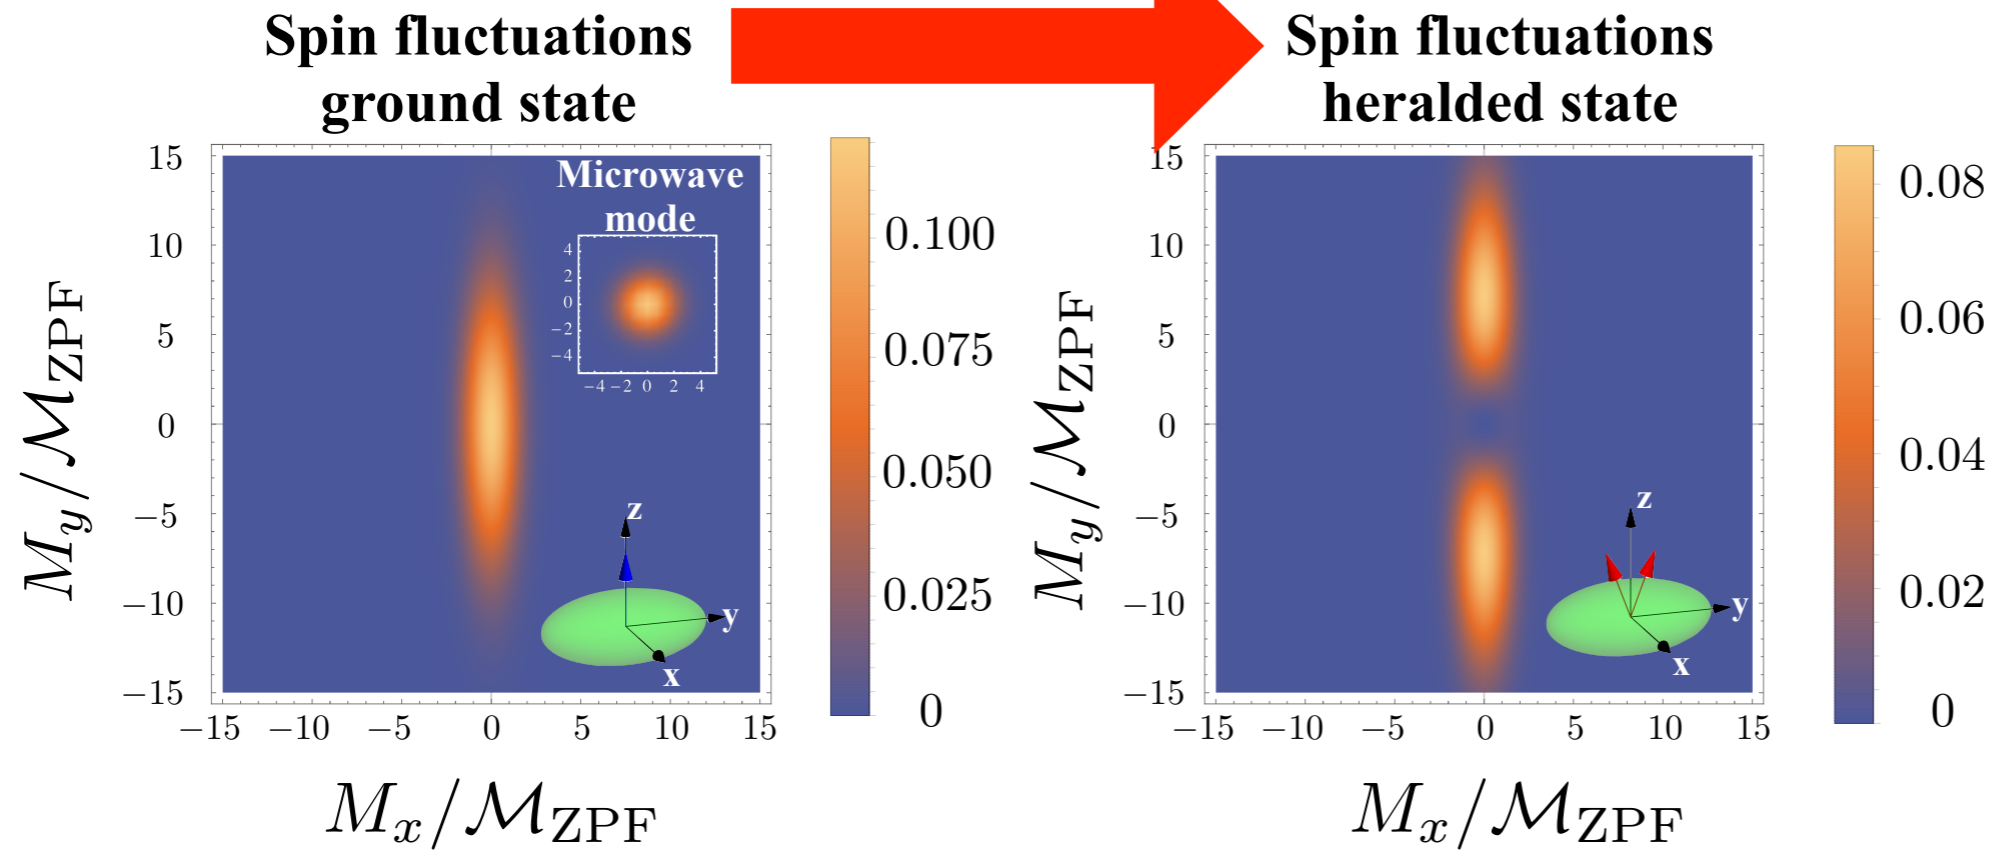 Spin fluctuations
ground state
Spin fluctuations
heralded state
15
10
5
0
−5
−10
−15
−15 −10 −5 0 5 10 15
M_y/ℳ_ZPF
M_x/ℳ_ZPF
Microwave
mode
4
2
0
−2
−4
−4 −2 0 2 4
z
y
x
0.100
0.075
0.050
0.025
0
15
10
5
0
−5
−10
−15
−15 −10 −5 0 5 10 15
M_y/ℳ_ZPF
M_x/ℳ_ZPF
z
y
x
0.08
0.06
0.04
0.02
0